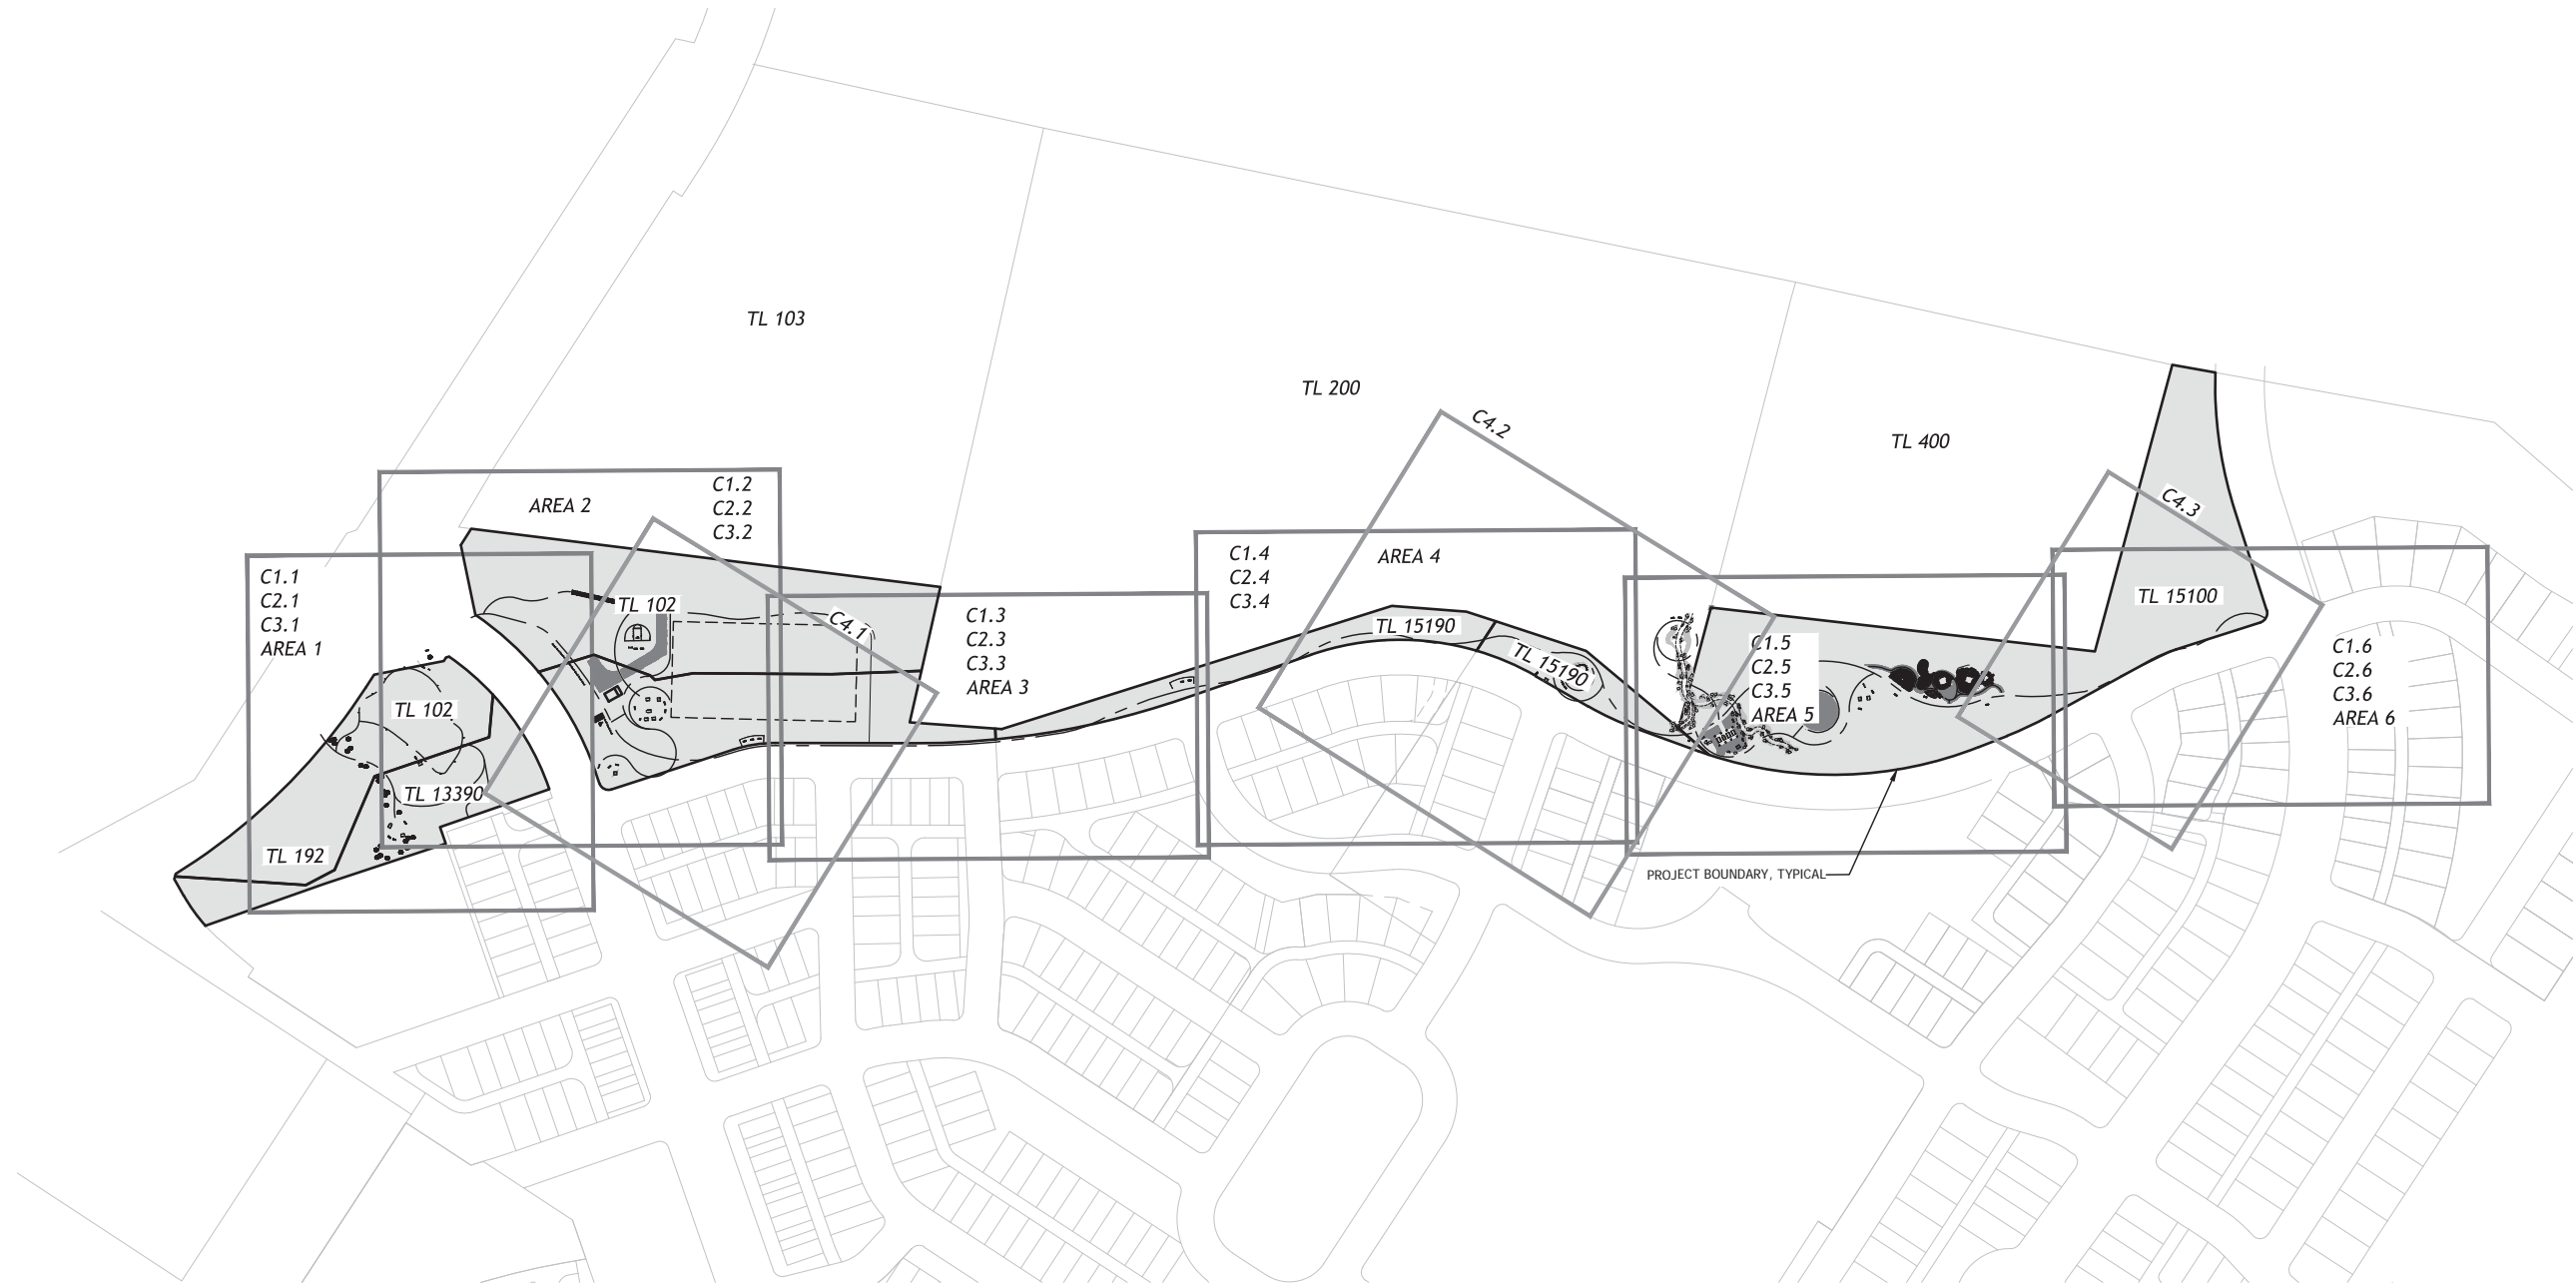 TL 103
TL 200
TL 400
C4.2
C4.3
AREA 2
C1.2
C2.2
C3.2
C1.1
C2.1
C3.1
AREA 1
TL 102
C4.1
C1.3
C2.3
C3.3
AREA 3
C1.4
C2.4
C3.4
AREA 4
TL 15190
TL 15190
C1.5
C2.5
C3.5
AREA 5
TL 15100
C1.6
C2.6
C3.6
AREA 6
TL 102
TL 13390
TL 192
PROJECT BOUNDARY, TYPICAL